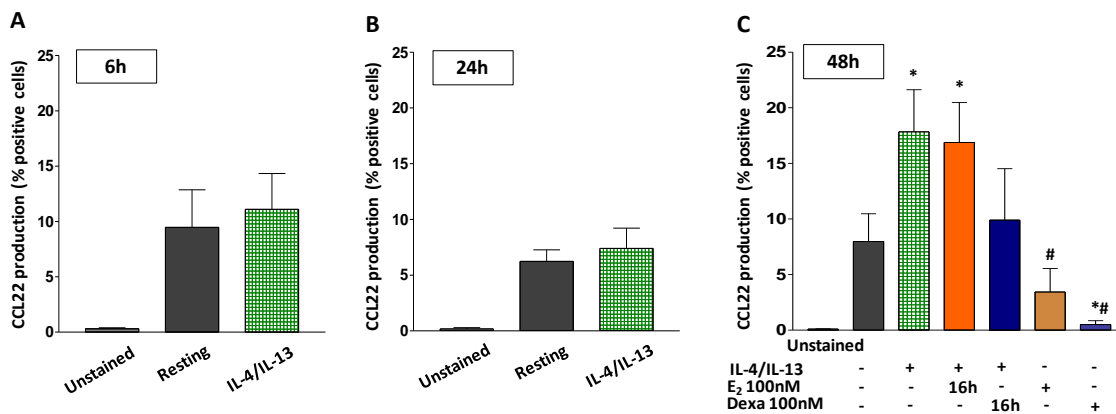 A
6h
CCL22 production (% positive cells)
25
20
15
10
5
0
Unstained
Resting
IL-4/IL-13
B
24h
CCL22 production (% positive cells)
25
20
15
10
5
0
Unstained
Resting
IL-4/IL-13
C
48h
CCL22 production (% positive cells)
25
20
15
10
5
0
* * # *#
Unstained
IL-4/IL-13 - + + + - -
E₂ 100nM - - 16h - + -
Dexa 100nM - - - 16h - +